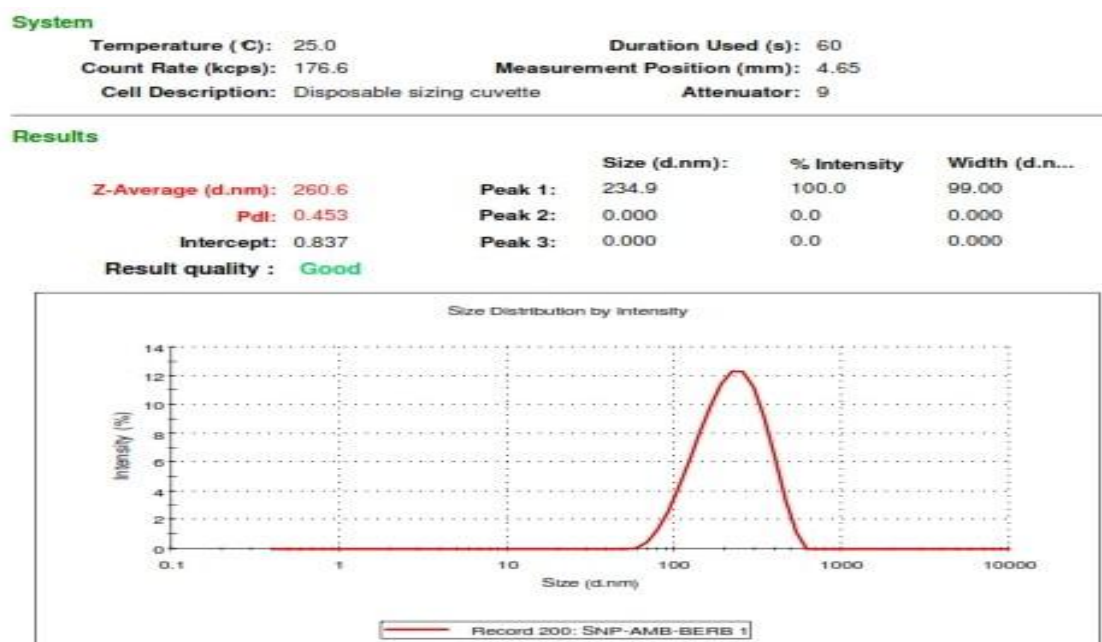 System
Temperature (°C): 25.0 Duration Used (s): 60
Count Rate (kcps): 176.6 Measurement Position (mm): 4.65
Cell Description: Disposable sizing cuvette Attenuator: 9
Results
Size (d.nm): % Intensity Width (d.n...
Z-Average (d.nm): 260.6 Peak 1: 234.9 100.0 99.00
PdI: 0.453 Peak 2: 0.000 0.0 0.000
Intercept: 0.837 Peak 3: 0.000 0.0 0.000
Result quality : Good
Size Distribution by Intensity
Intensity (%)
14
12
10
8
6
4
2
0
0.1 1 10 100 1000 10000
Size (d.nm)
Record 200: SNP-AMB-BERB 1